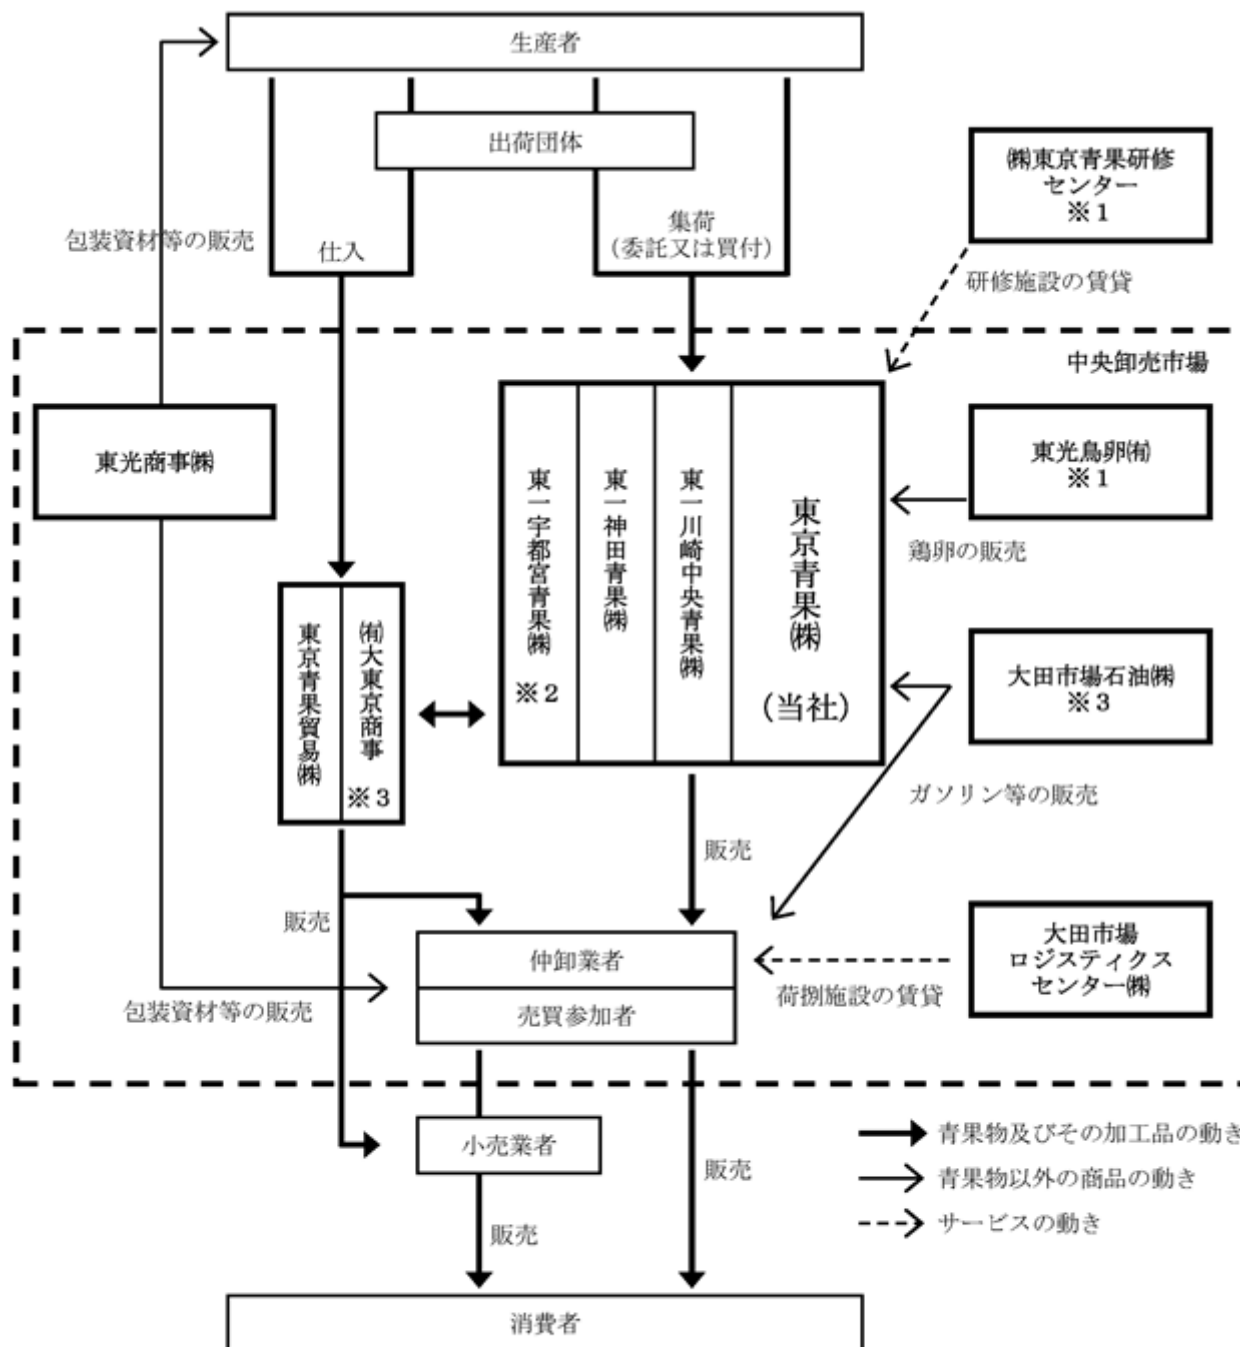 生産者
出荷団体
㈱東京青果研修
センター
※1
包装資材等の販売
仕入
集荷
（委託又は買付）
研修施設の賃貸
中央卸売市場
東光商事㈱
東一宇都宮青果㈱
※2
東一神田青果㈱
東一川崎中央青果㈱
東京青果㈱
（当社）
東光鳥卵㈲
※1
鶏卵の販売
東京青果貿易㈱
㈲大東京商事
※3
大田市場石油㈱
※3
ガソリン等の販売
販売
販売
仲卸業者
売買参加者
大田市場
ロジスティクス
センター㈱
荷捌施設の賃貸
包装資材等の販売
小売業者
販売
販売
青果物及びその加工品の動き
青果物以外の商品の動き
サービスの動き
消費者